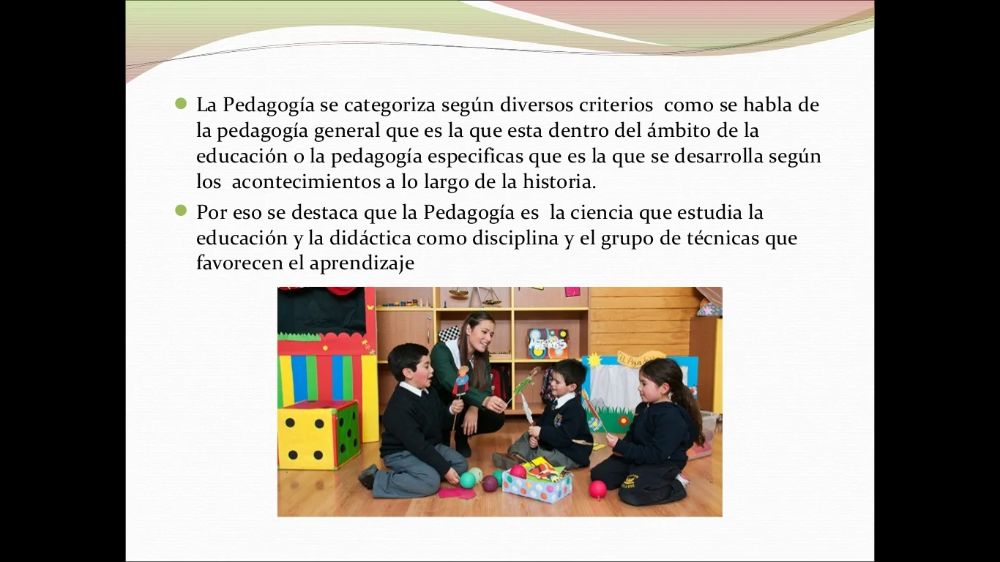 La Pedagogía se categoriza según diversos criterios  como se habla de
la pedagogía general que es la que esta dentro del ámbito de la
educación o la pedagogía especificas que es la que se desarrolla según
los  acontecimientos a lo largo de la historia.
Por eso se destaca que la Pedagogía es  la ciencia que estudia la
educación y la didáctica como disciplina y el grupo de técnicas que
favorecen el aprendizaje